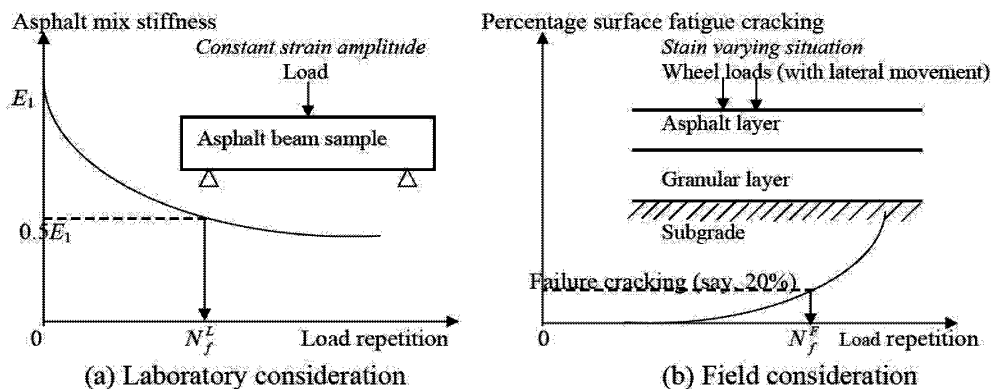 Asphalt mix stiffness
Constant strain amplitude
Load
E₁
Asphalt beam sample
0.5E₁
0
N_f^L
Load repetition
(a) Laboratory consideration
Percentage surface fatigue cracking
Stain varying situation
Wheel loads (with lateral movement)
Asphalt layer
Granular layer
Subgrade
Failure cracking (say, 20%)
0
N_f^F
Load repetition
(b) Field consideration